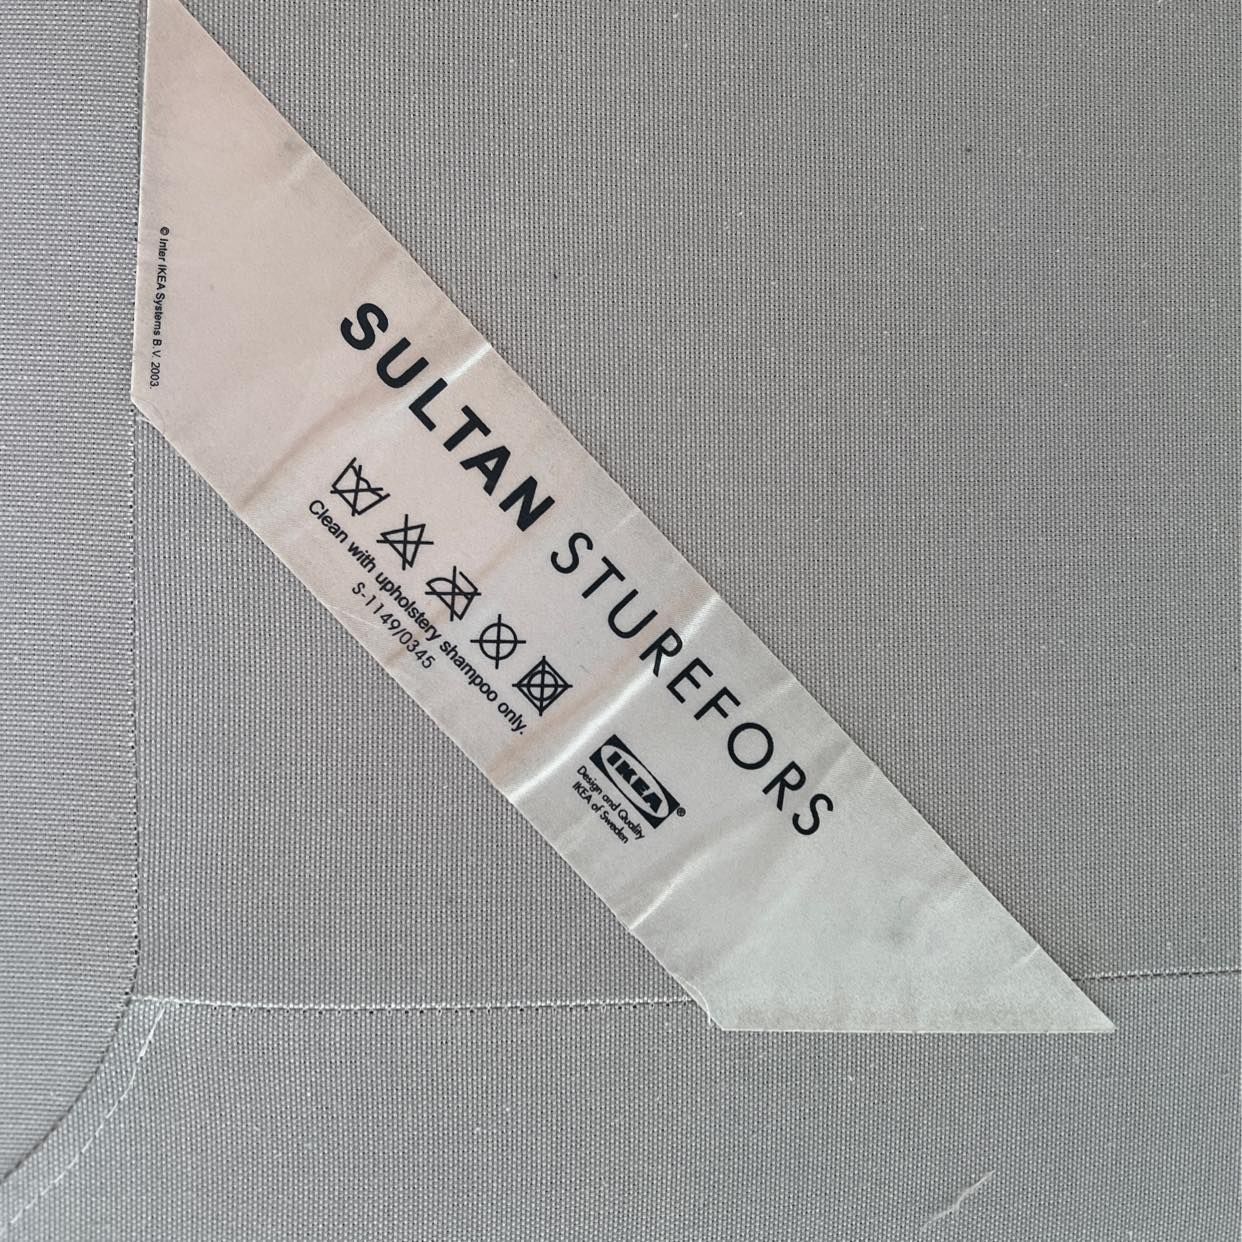 © Inter IKEA Systems B.V. 2003.
SULTAN STUREFORS
Clean with upholstery shampoo only.
S-1149/0345
IKEA®
Design and Quality
IKEA of Sweden